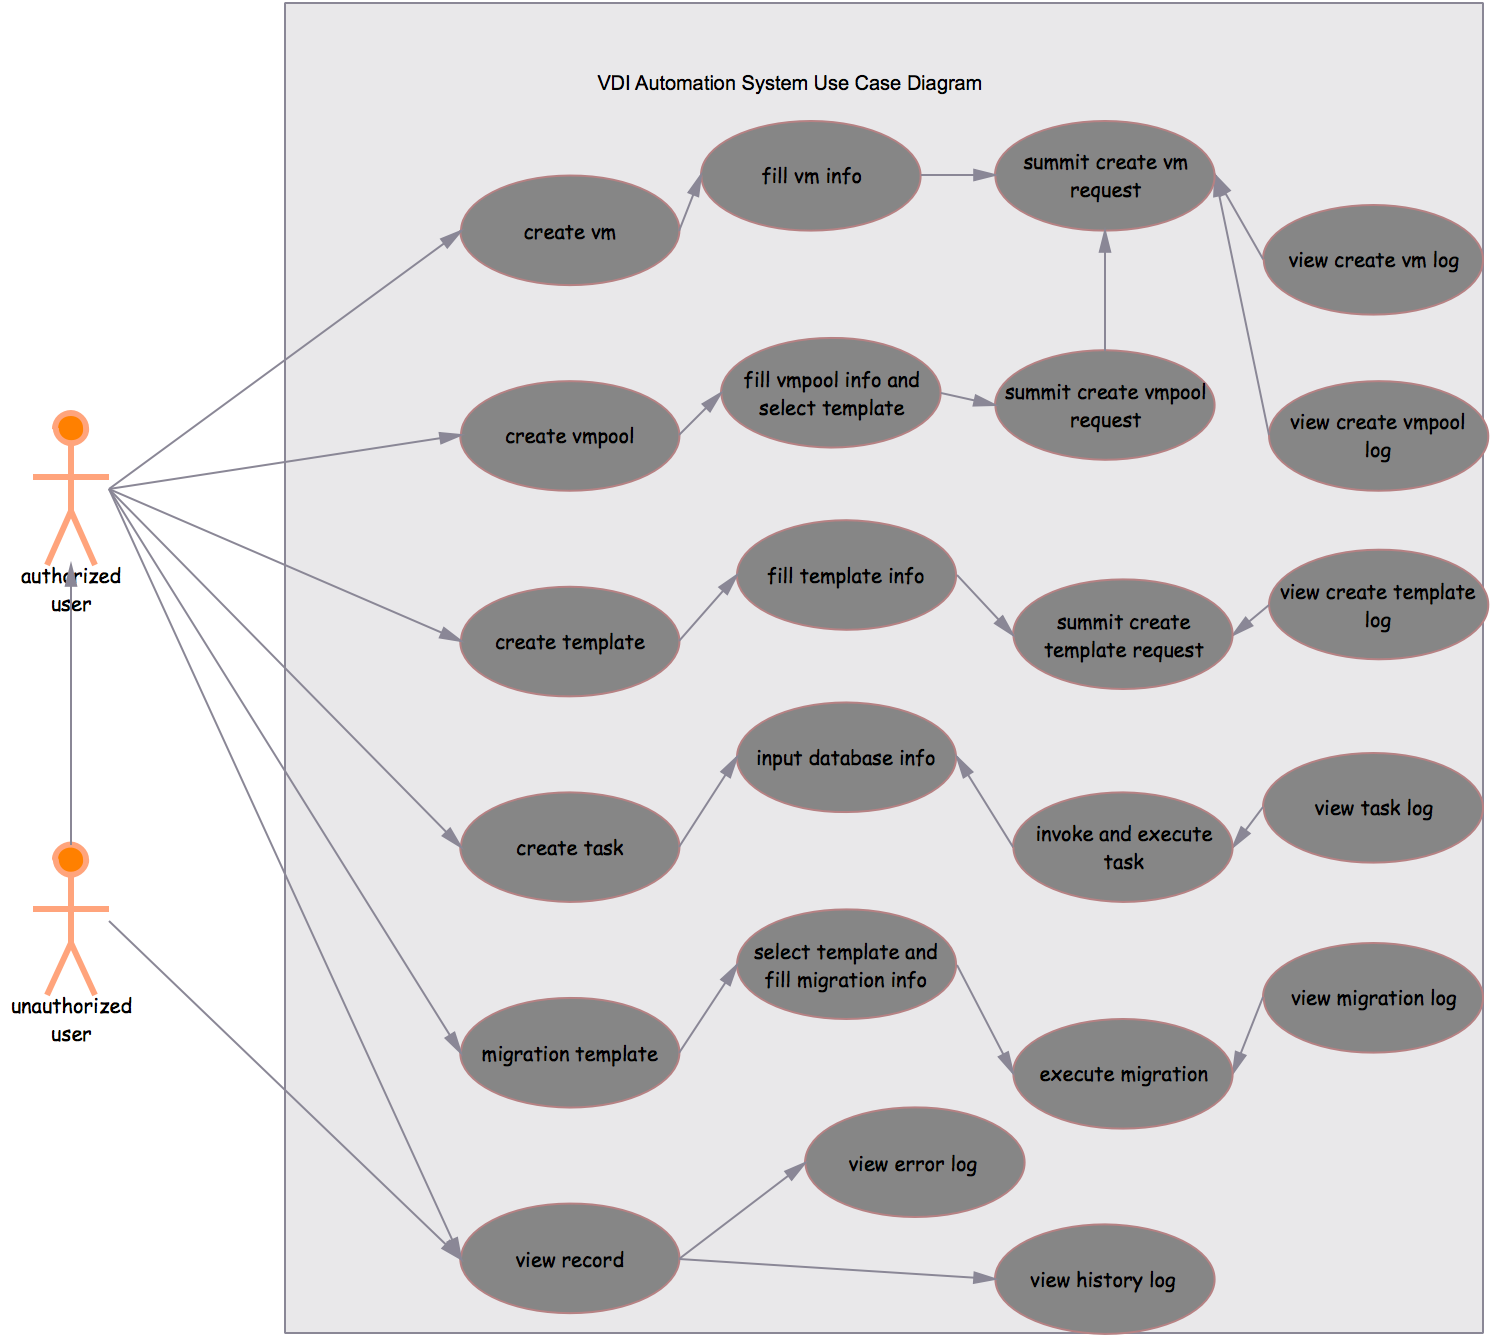 VDI Automation System Use Case Diagram
fill vm info
summit create vm
request
create vm
view create vm log
fill vmpool info and
select template
summit create vmpool
request
create vmpool
view create vmpool
log
authorized
user
fill template info
summit create
template request
view create template
log
create template
input database info
invoke and execute
task
view task log
create task
unauthorized
user
select template and
fill migration info
view migration log
migration template
execute migration
view error log
view record
view history log